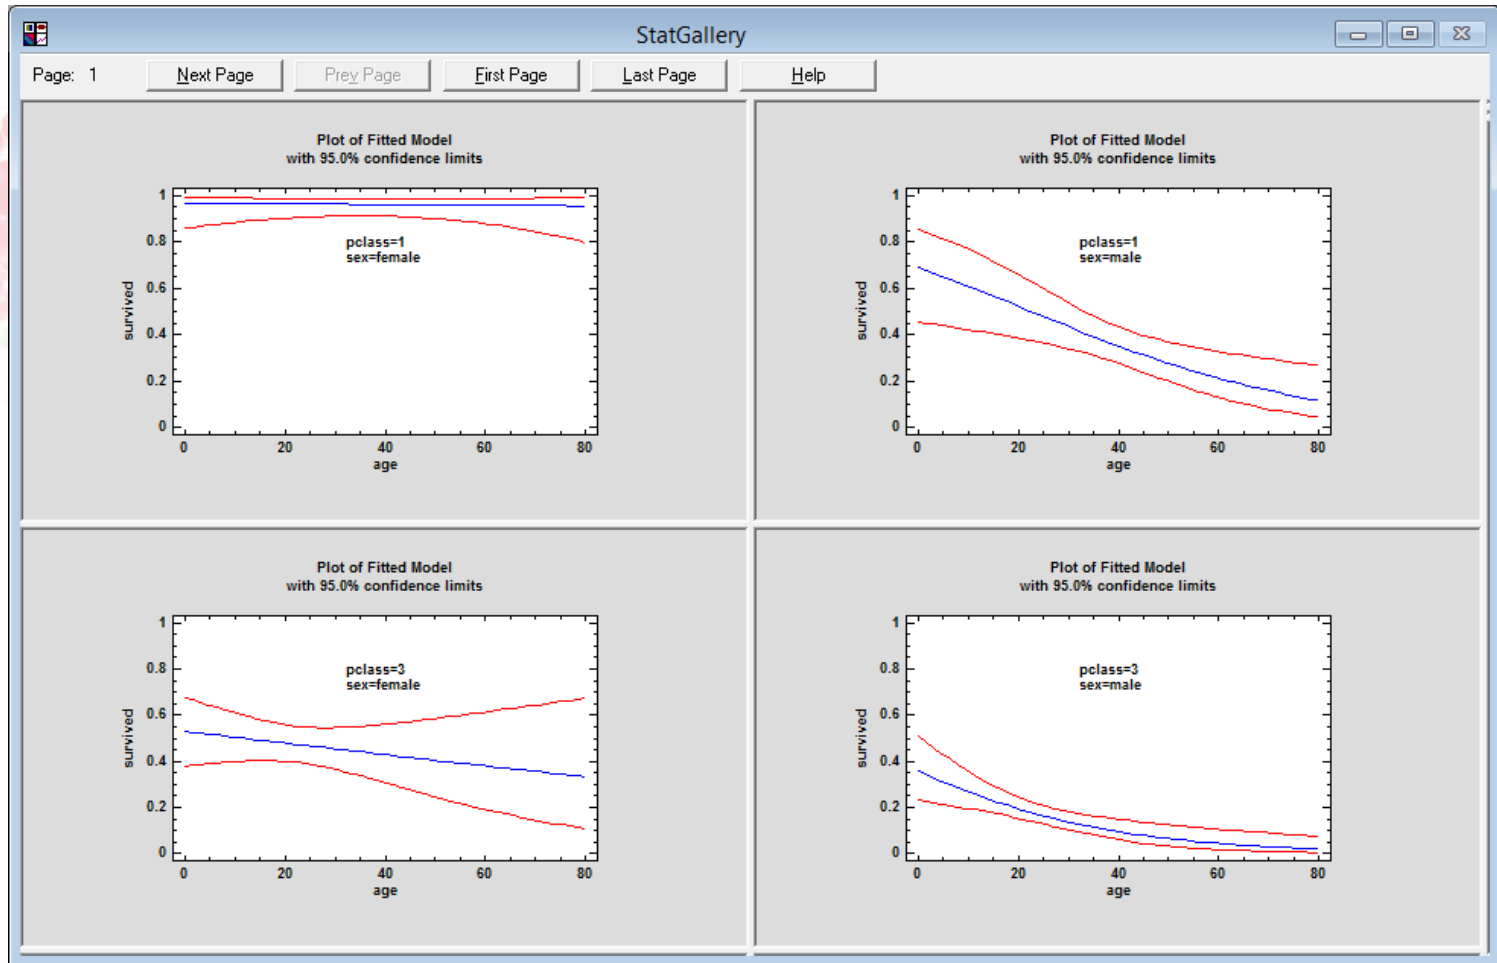 StatGallery
Page: 1 Next Page Prev Page First Page Last Page Help
Plot of Fitted Model
with 95.0% confidence limits
1
0.8
0.6
0.4
0.2
0
survived
pclass=1
sex=female
0 20 40 60 80
age
Plot of Fitted Model
with 95.0% confidence limits
1
0.8
0.6
0.4
0.2
0
survived
pclass=1
sex=male
0 20 40 60 80
age
Plot of Fitted Model
with 95.0% confidence limits
1
0.8
0.6
0.4
0.2
0
survived
pclass=3
sex=female
0 20 40 60 80
age
Plot of Fitted Model
with 95.0% confidence limits
1
0.8
0.6
0.4
0.2
0
survived
pclass=3
sex=male
0 20 40 60 80
age